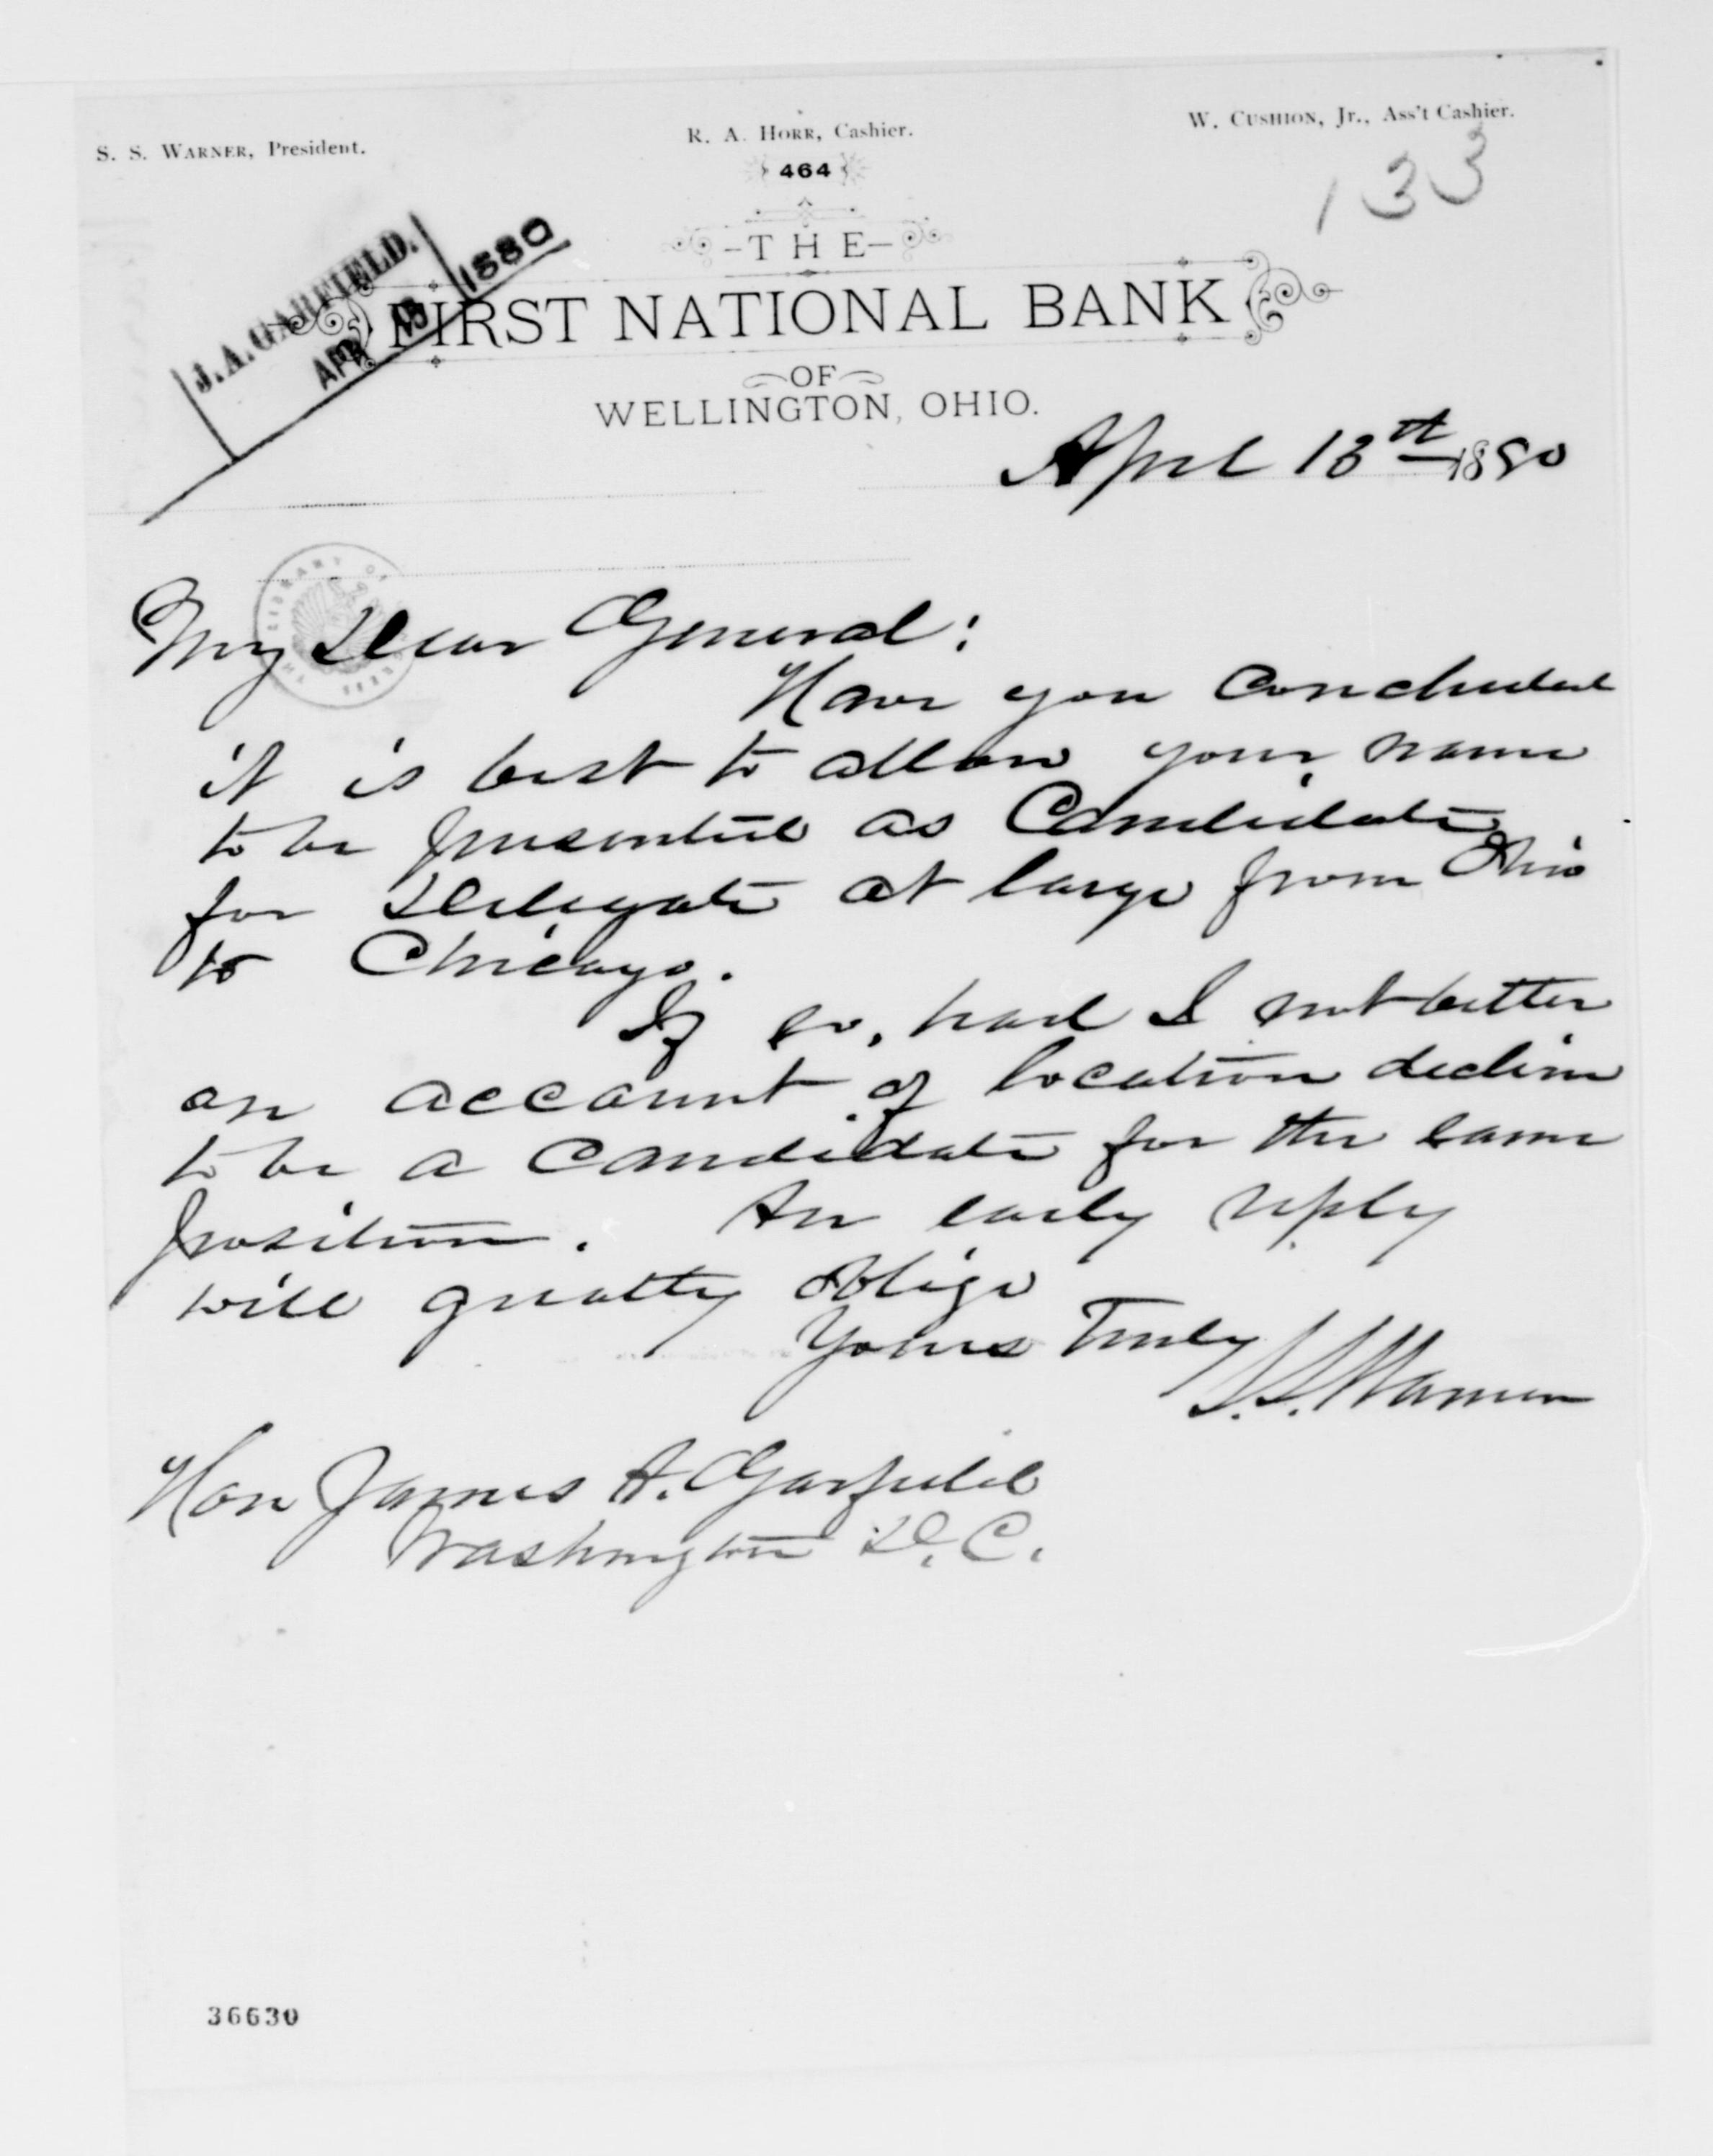 S. S. WARNER, President.
R. A. HORR, Cashier.
W. CUSHION, Jr., Ass't Cashier.
464
133
-THE-
J. A. GARFIELD.
APR 1880
FIRST NATIONAL BANK
OF
WELLINGTON, OHIO.
April 13th 1880
THE LIBRARY OF CONGRESS
My Dear General:
Have you concluded
it is best to allow your name
to be presented as Candidate
for Delegate at large from Ohio
to Chicago.
If so, had I not better
on account of location decline
to be a Candidate for the same
position. An early reply
will greatly oblige
Yours Truly
S. S. Warner
Hon James A. Garfield
Washington D. C.
36630